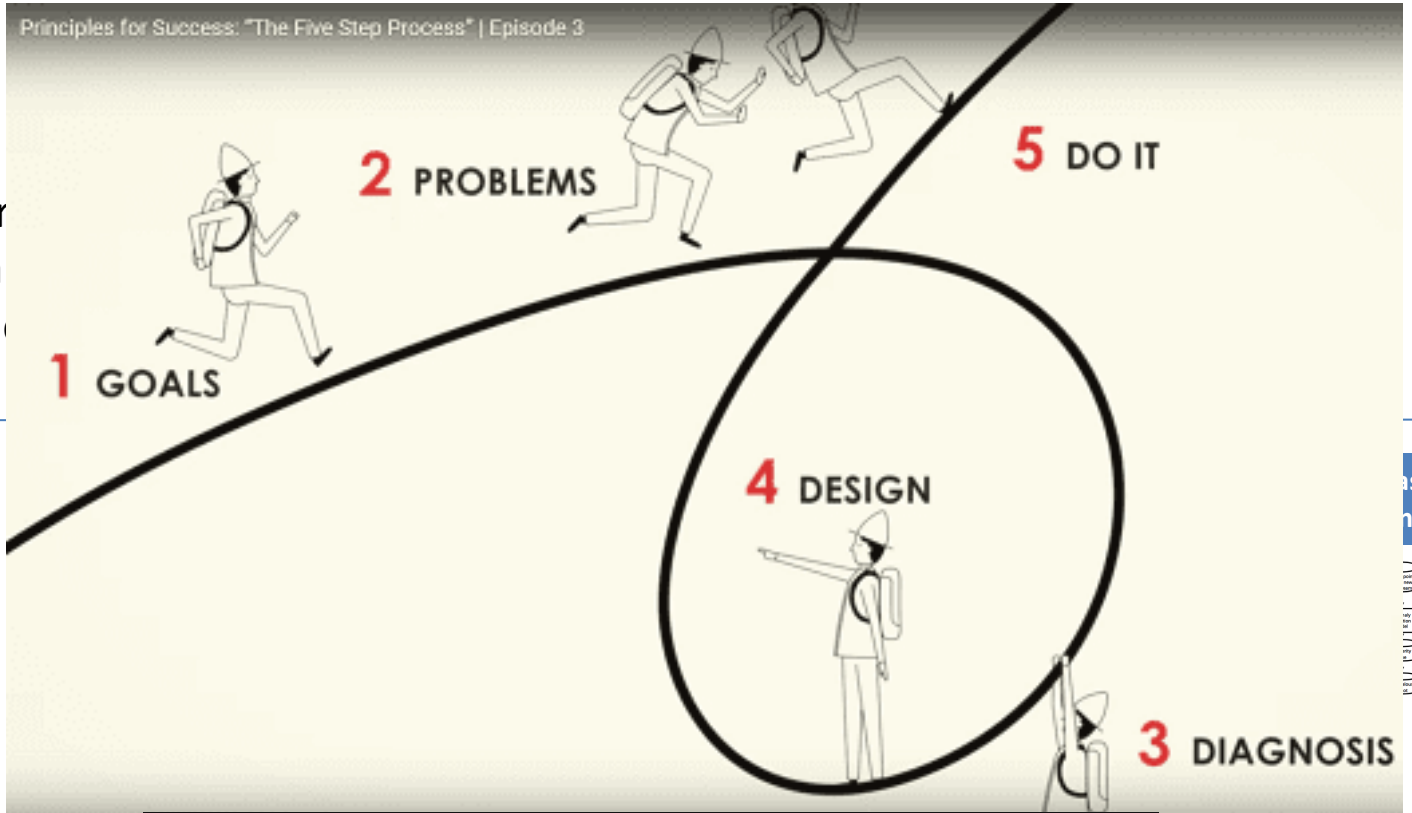 Principles for Success: "The Five Step Process" | Episode 3
1 GOALS
2 PROBLEMS
3 DIAGNOSIS
4 DESIGN
5 DO IT